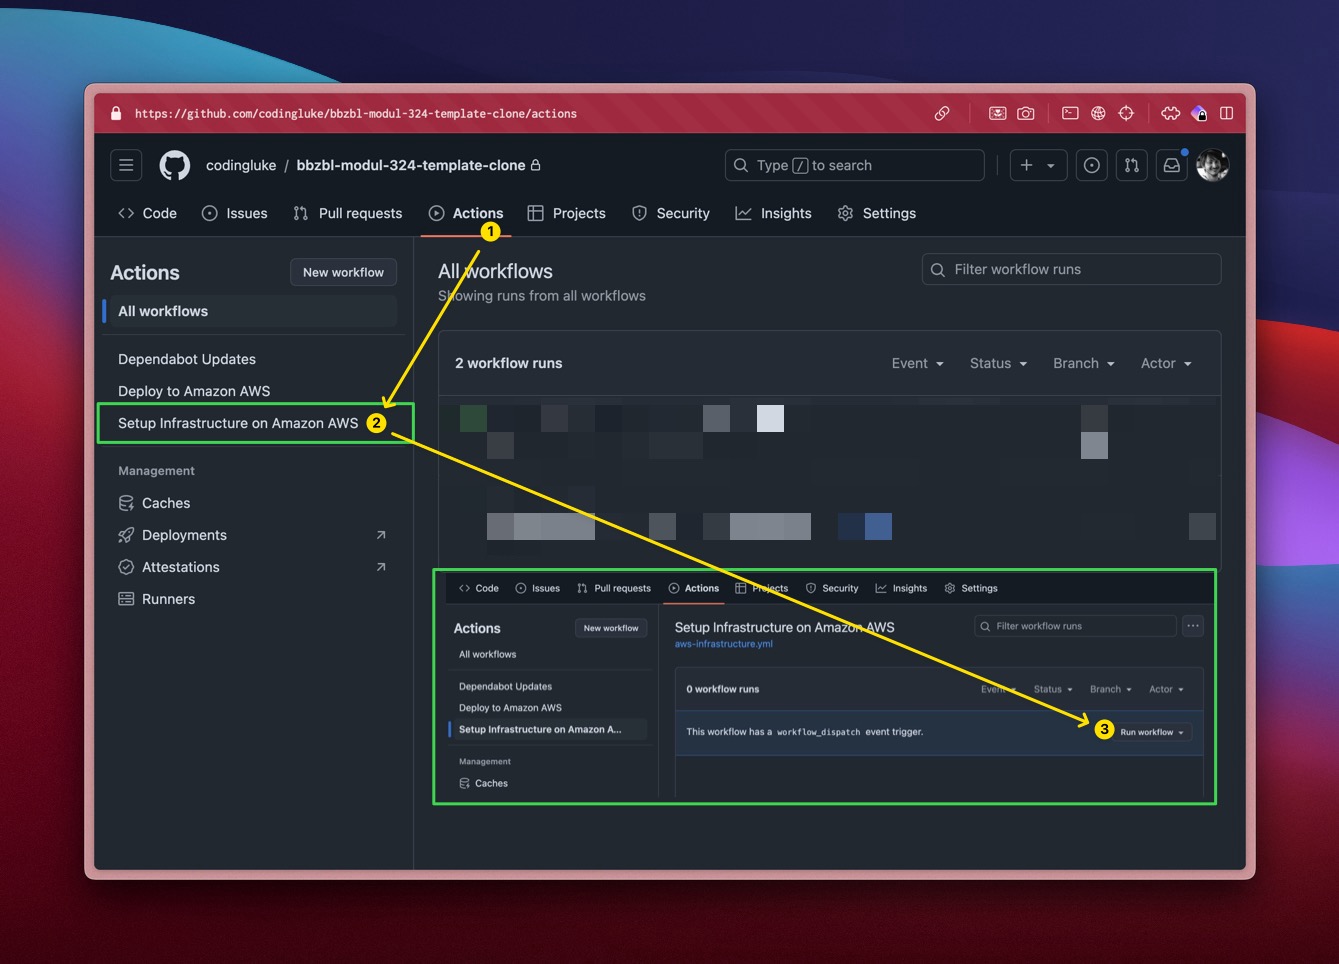 https://github.com/codingluke/bbzbl-modul-324-template-clone/actions
codingluke / bbzbl-modul-324-template-clone
Type / to search
Code Issues Pull requests Actions Projects Security Insights Settings
1
Actions
New workflow
All workflows
Dependabot Updates
Deploy to Amazon AWS
Setup Infrastructure on Amazon AWS 2
Management
Caches
Deployments
Attestations
Runners
All workflows
Showing runs from all workflows
Filter workflow runs
2 workflow runs
Event Status Branch Actor
Code Issues Pull requests Actions Projects Security Insights Settings
Actions
New workflow
All workflows
Dependabot Updates
Deploy to Amazon AWS
Setup Infrastructure on Amazon A...
Management
Caches
Setup Infrastructure on Amazon AWS
aws-infrastructure.yml
Filter workflow runs
0 workflow runs
Event Status Branch Actor
This workflow has a workflow_dispatch event trigger.
3 Run workflow